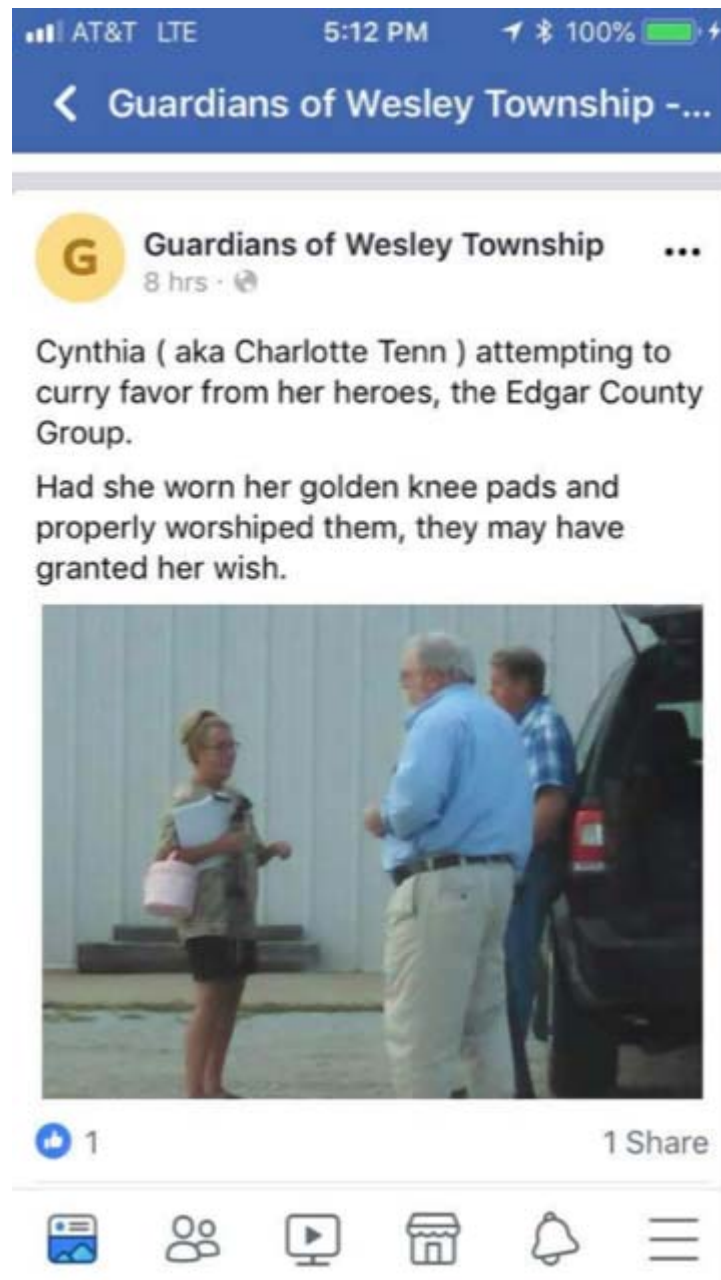 AT&T LTE 5:12 PM 100%
Guardians of Wesley Township -...
G
Guardians of Wesley Township
8 hrs ·
Cynthia ( aka Charlotte Tenn ) attempting to
curry favor from her heroes, the Edgar County
Group.
Had she worn her golden knee pads and
properly worshiped them, they may have
granted her wish.
1
1 Share